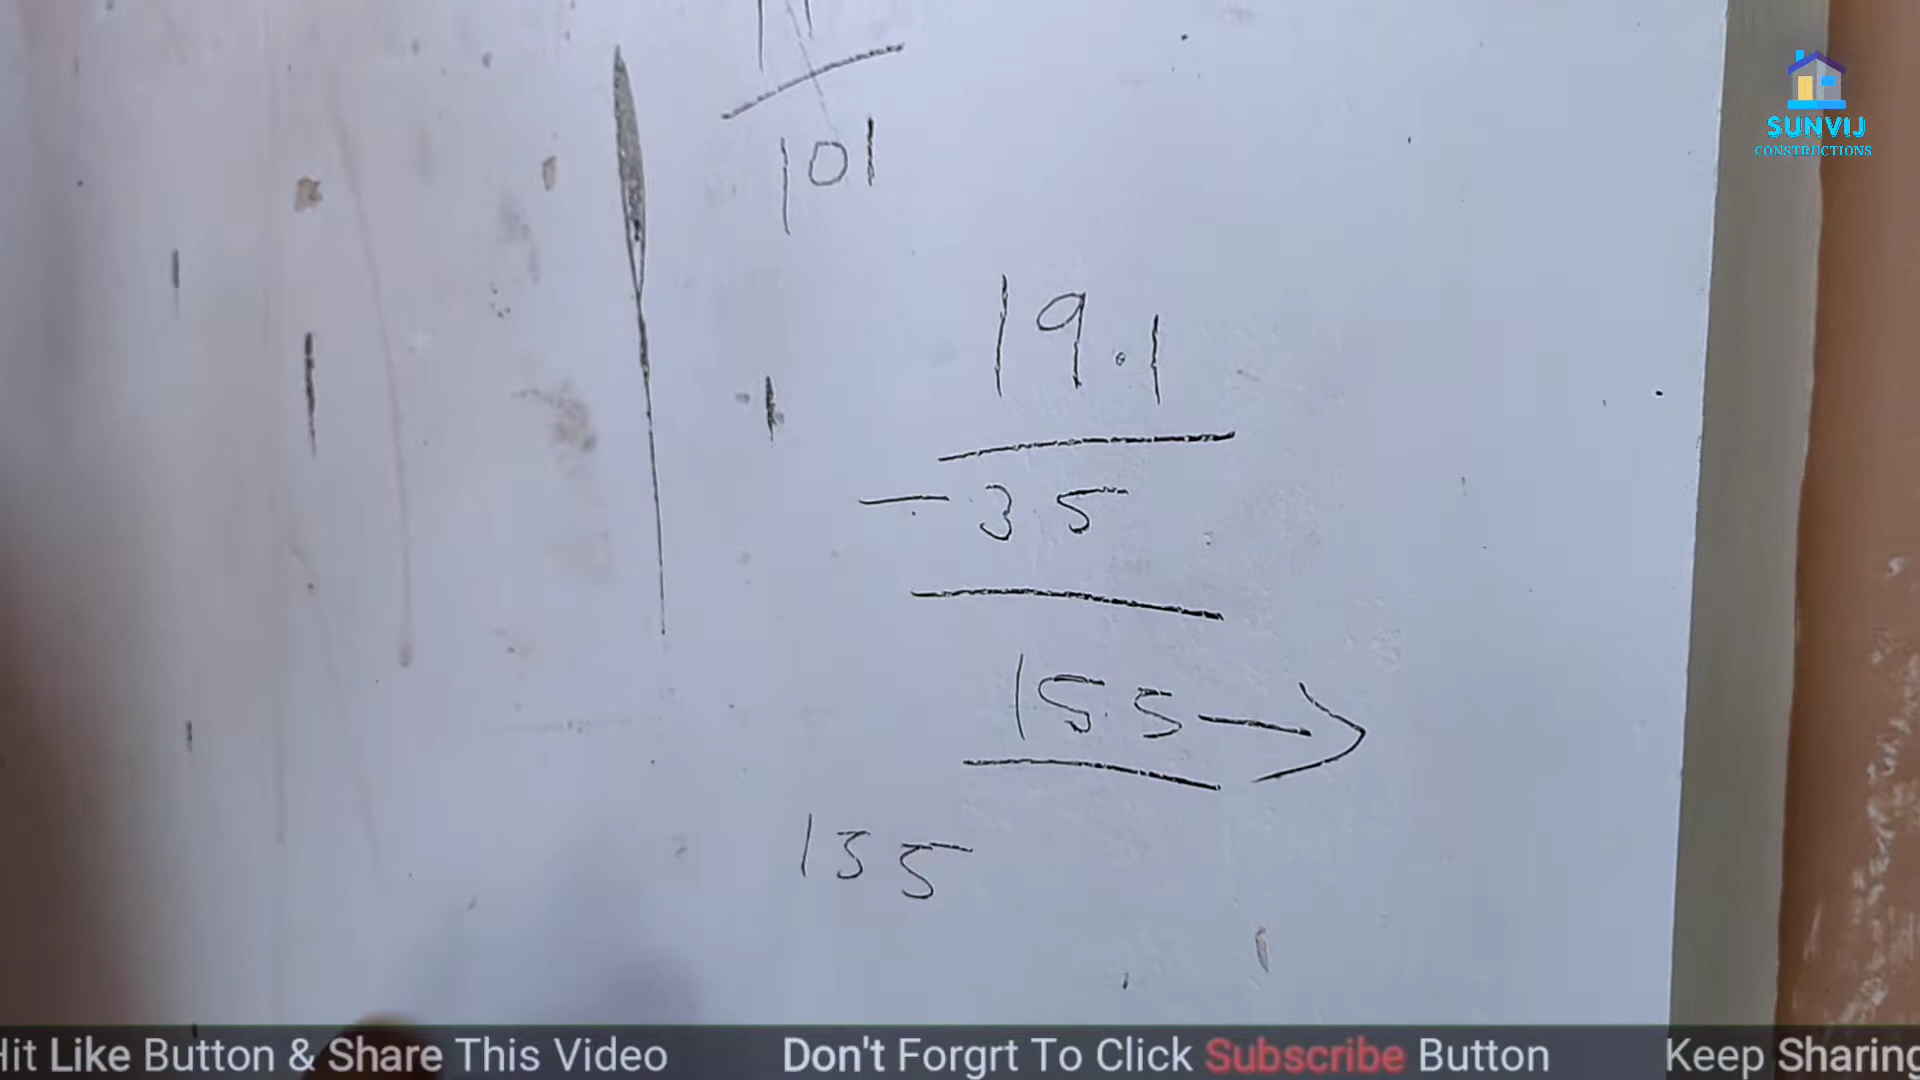 101
19.1
- 35
155 →
135
SUNVIJ
CONSTRUCTIONS
Hit Like Button & Share This Video Don't Forgrt To Click Subscribe Button Keep Sharing